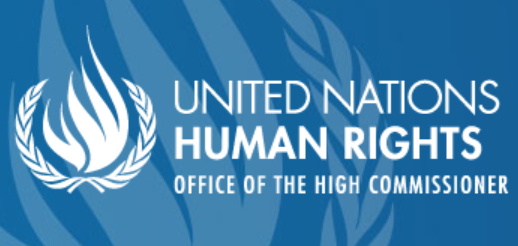 UNITED NATIONS
HUMAN RIGHTS
OFFICE OF THE HIGH COMMISSIONER